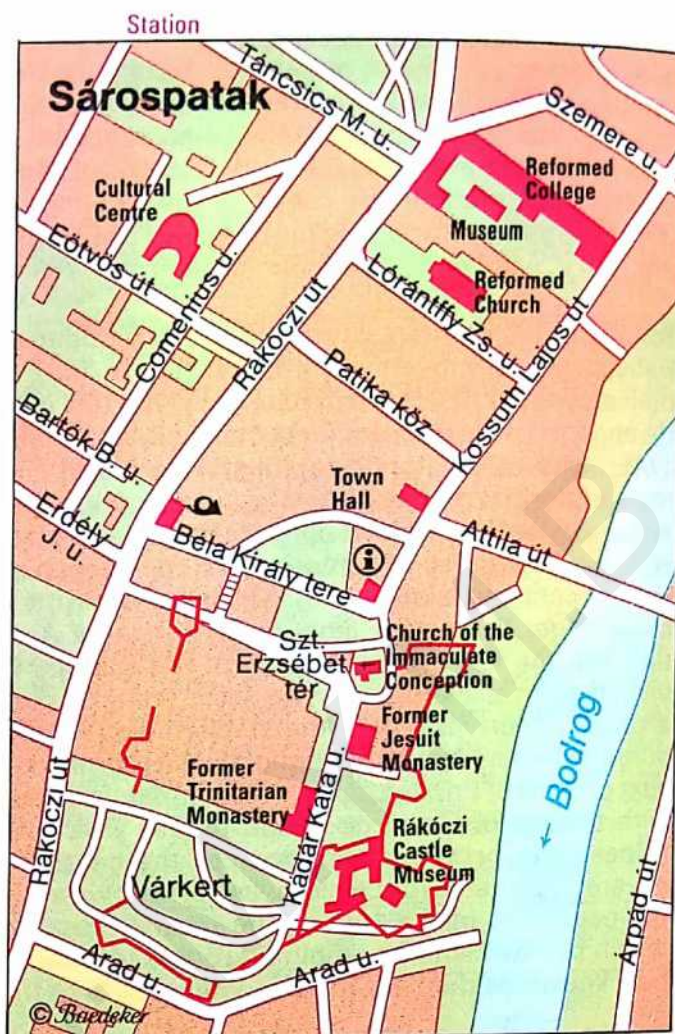 Station
Sárospatak
Táncsics M. u.
Szemere u.
Cultural
Centre
Reformed
College
Museum
Reformed
Church
Eötvös út
Comenius u.
Rákoczi út
Lórántffy Zs. u.
Patika köz
Kossuth Lajos út
Bartók B. u.
Town
Hall
Erdély
J. u.
Béla Király tere
i
Attila út
Szt.
Erzsébet
tér
Church of the
Immaculate
Conception
Former
Jesuit
Monastery
Former
Trinitarian
Monastery
Kádár Kata u.
Rákóczi
Castle
Museum
← Bodrog
Rákoczi út
Várkert
Árpád út
Arad u.
Arad u.
© Baedeker